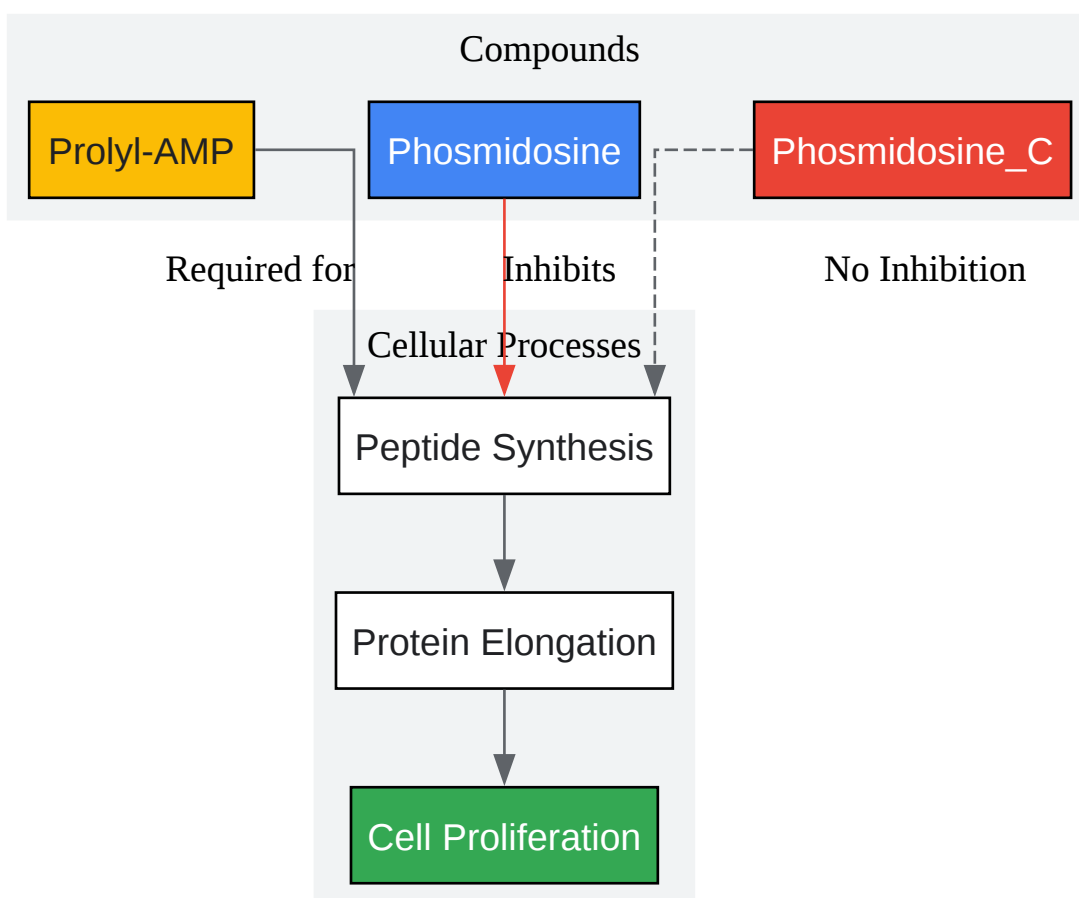 Compounds
Prolyl-AMP
Phosmidosine
Phosmidosine_C
Required for
Inhibits
No Inhibition
Cellular Processes
Peptide Synthesis
Protein Elongation
Cell Proliferation